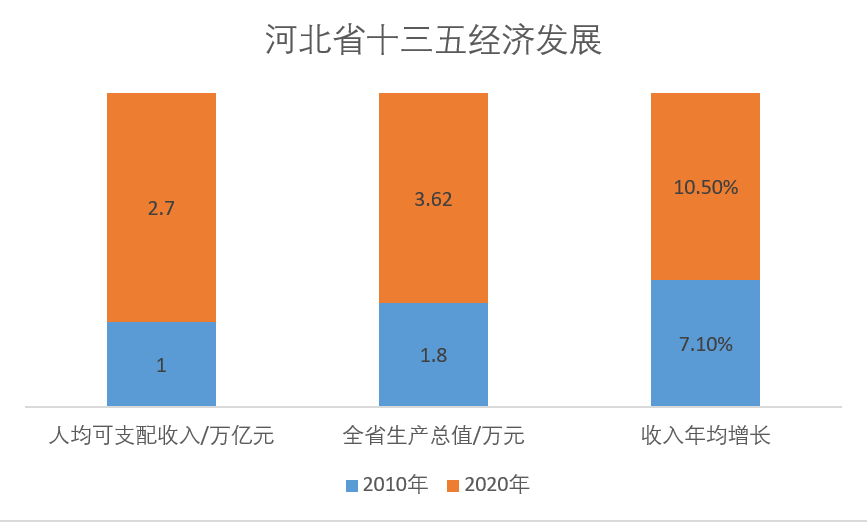 河北省十三五经济发展
2.7
3.62
10.50%
1
1.8
7.10%
人均可支配收入/万亿元
全省生产总值/万元
收入年均增长
2010年
2020年